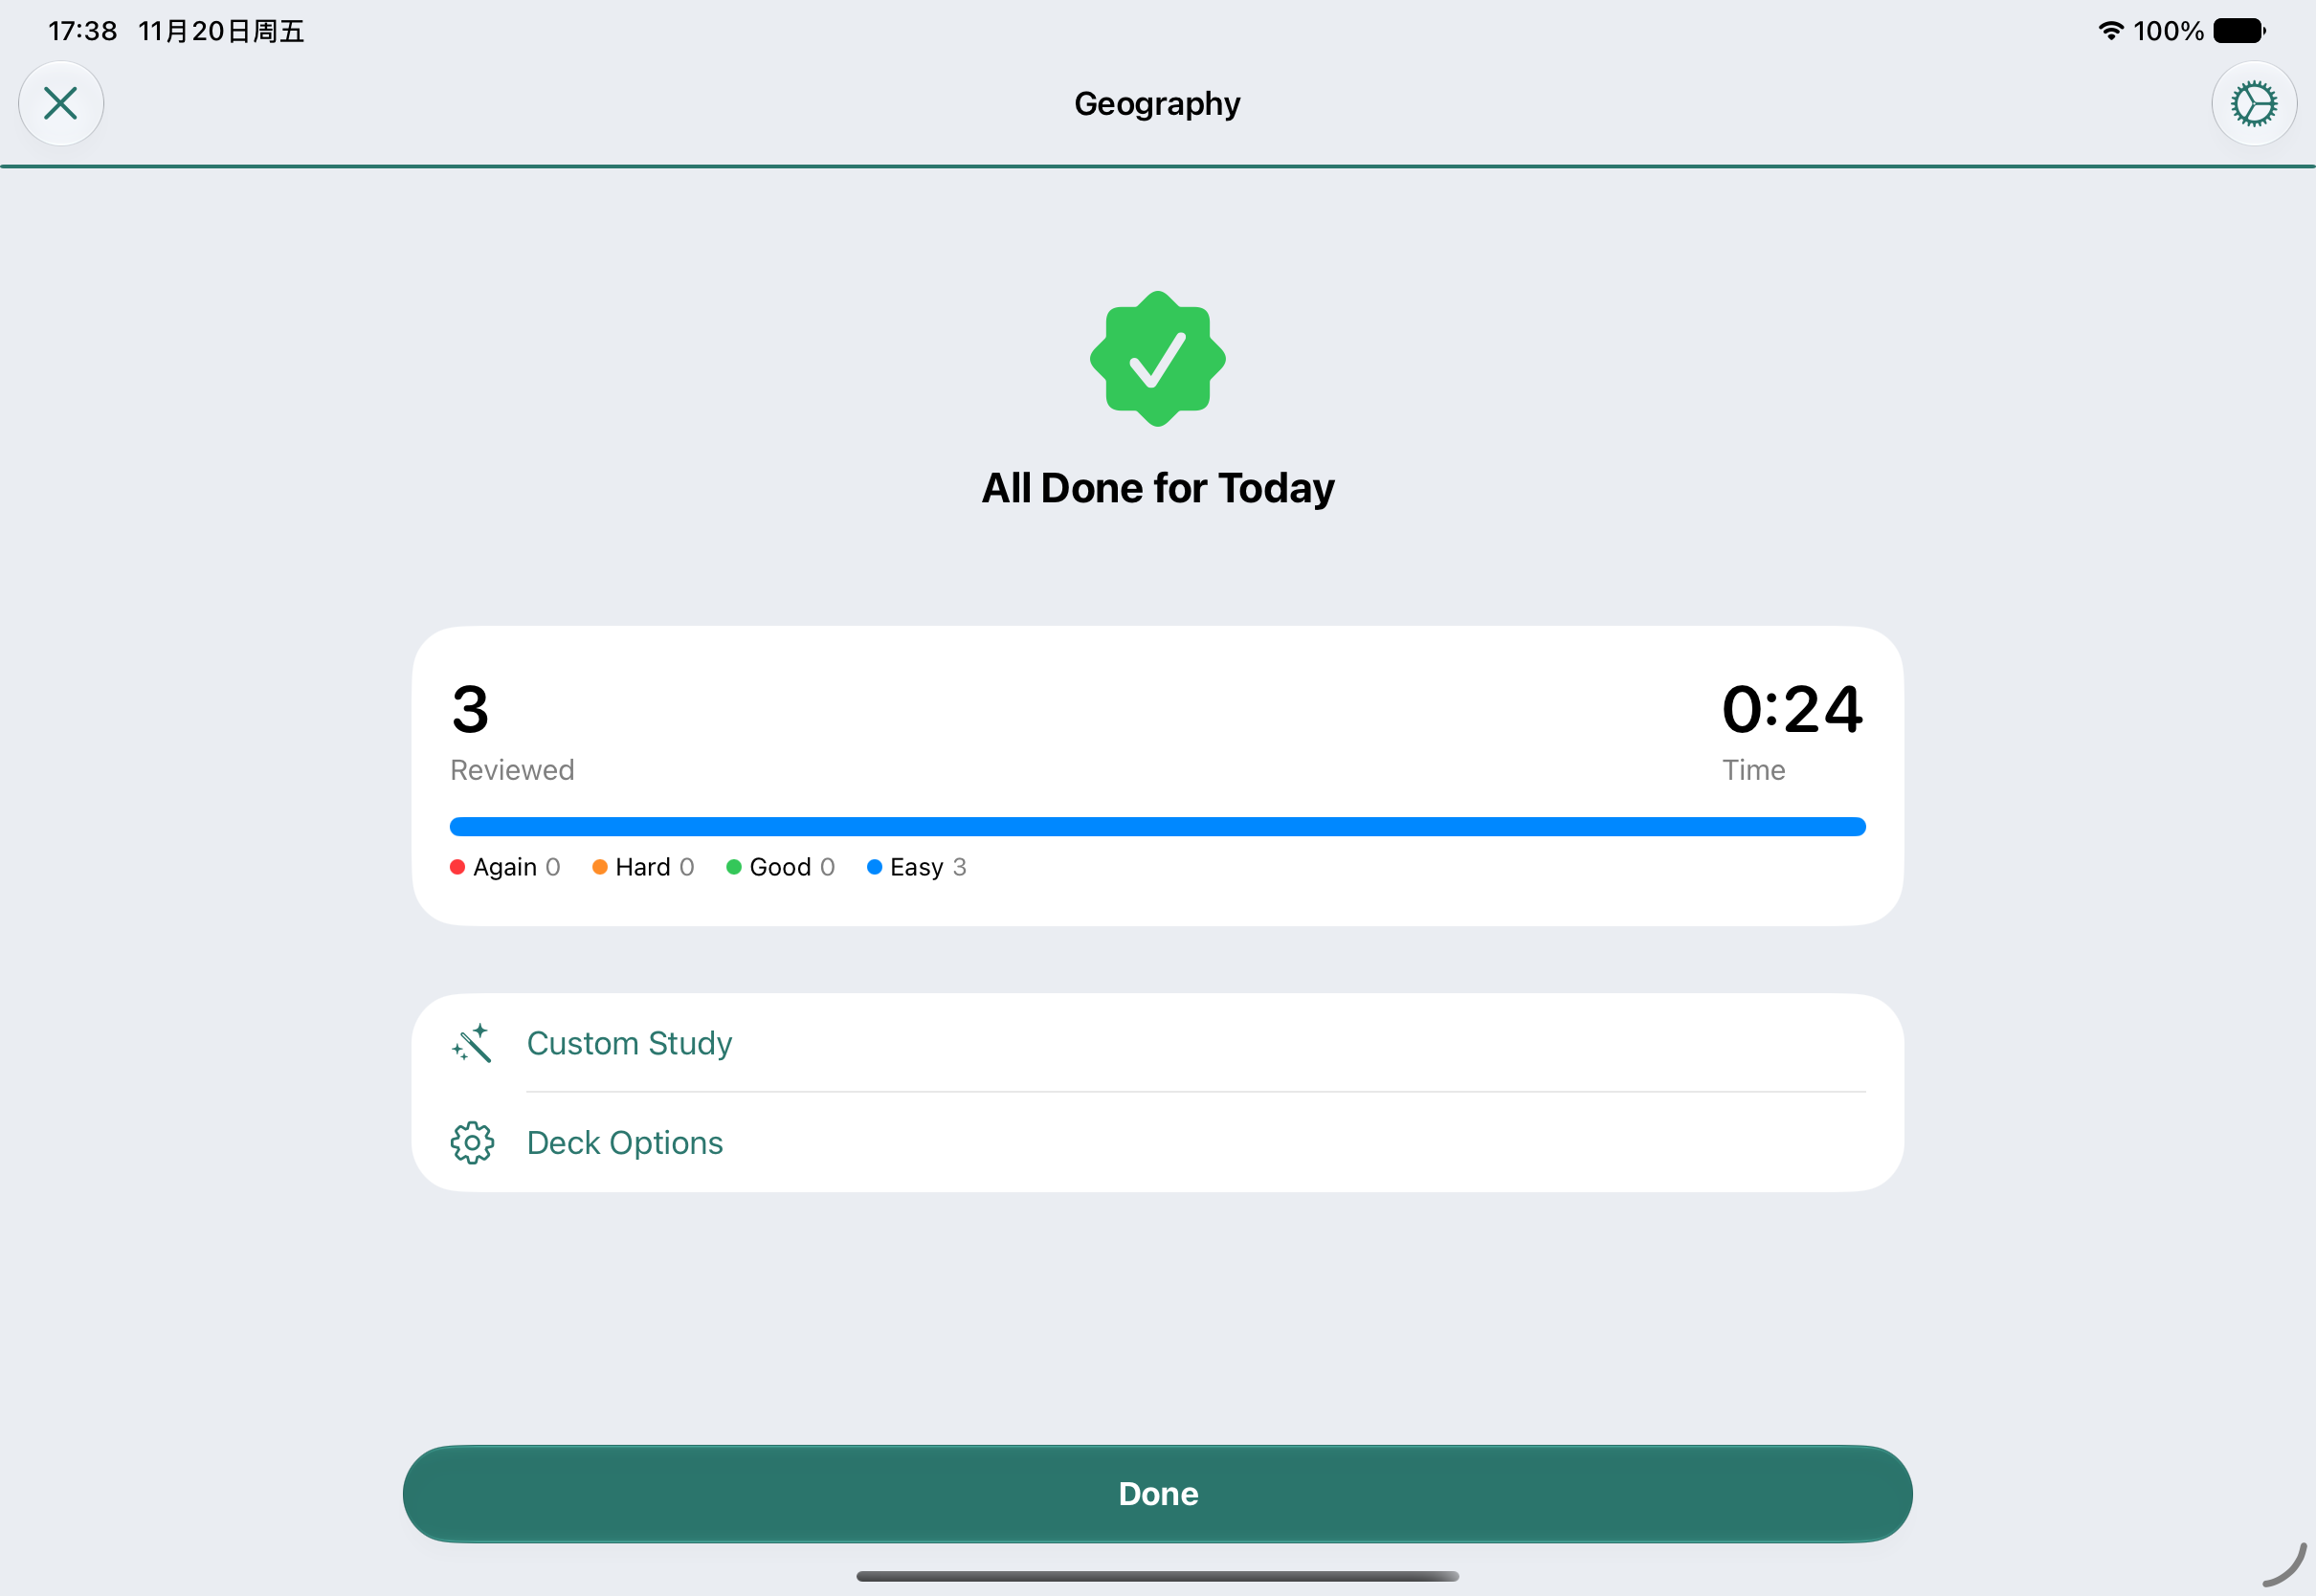 17:38 11月20日周五 100%
Geography
All Done for Today
3 0:24
Reviewed Time
Again 0 Hard 0 Good 0 Easy 3
Custom Study
Deck Options
Done